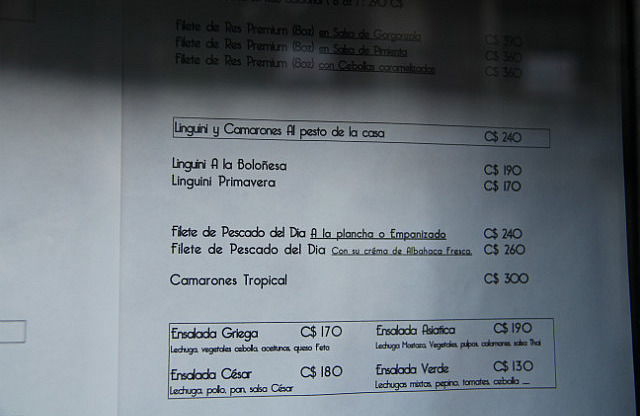 Filete de Res Premium (8oz) en Salsa de Gorgonzola C$ 390
Filete de Res Premium (8oz) en Salsa de Pimienta C$ 360
Filete de Res Premium (8oz) con Cebollas caramelizadas C$ 360
Linguini y Camarones Al pesto de la casa C$ 240
Linguini A la Boloñesa C$ 190
Linguini Primavera C$ 170
Filete de Pescado del Dia A la plancha o Empanizado C$ 240
Filete de Pescado del Dia Con su créma de Albahaca Fresca. C$ 260
Camarones Tropical C$ 300
Ensalada Griega C$ 170
Lechuga, vegetales cebolla, aceitunas, queso Feta
Ensalada César C$ 180
Lechuga, pollo, pan, salsa César
Ensalada Asiatica C$ 190
Lechuga Mostaza, Vegetales, pulpos, calamares, salsa Thai
Ensalada Verde C$ 130
Lechugas mixtas, pepino, tomates, cebolla ...